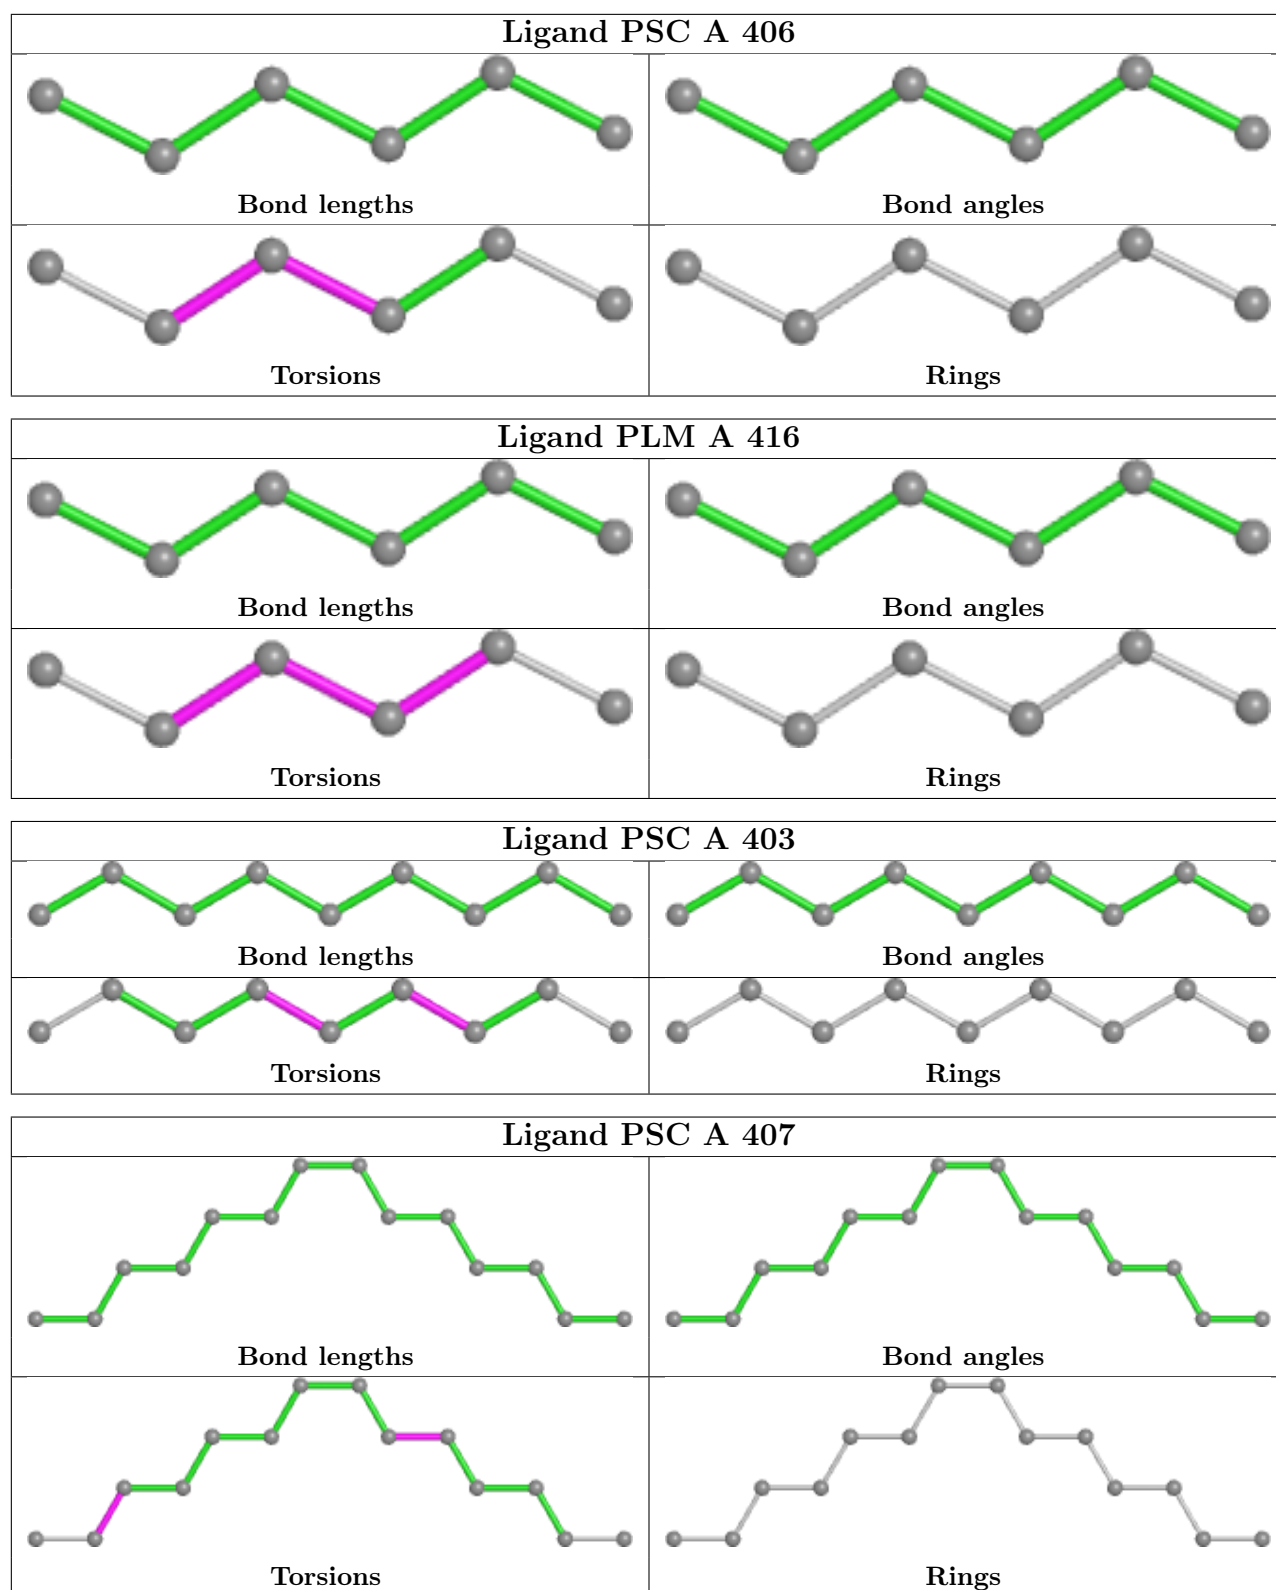 Ligand PSC A 406
Bond lengths
Bond angles
Torsions
Rings
Ligand PLM A 416
Bond lengths
Bond angles
Torsions
Rings
Ligand PSC A 403
Bond lengths
Bond angles
Torsions
Rings
Ligand PSC A 407
Bond lengths
Bond angles
Torsions
Rings